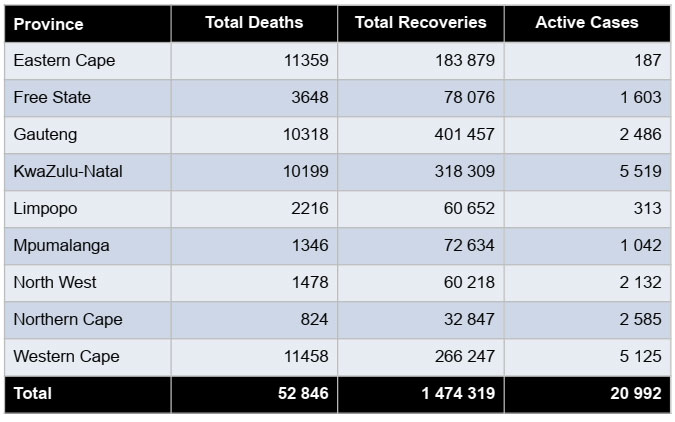 Province Total Deaths Total Recoveries Active Cases
Eastern Cape 11359 183 879 187
Free State 3648 78 076 1 603
Gauteng 10318 401 457 2 486
KwaZulu-Natal 10199 318 309 5 519
Limpopo 2216 60 652 313
Mpumalanga 1346 72 634 1 042
North West 1478 60 218 2 132
Northern Cape 824 32 847 2 585
Western Cape 11458 266 247 5 125
Total 52 846 1 474 319 20 992